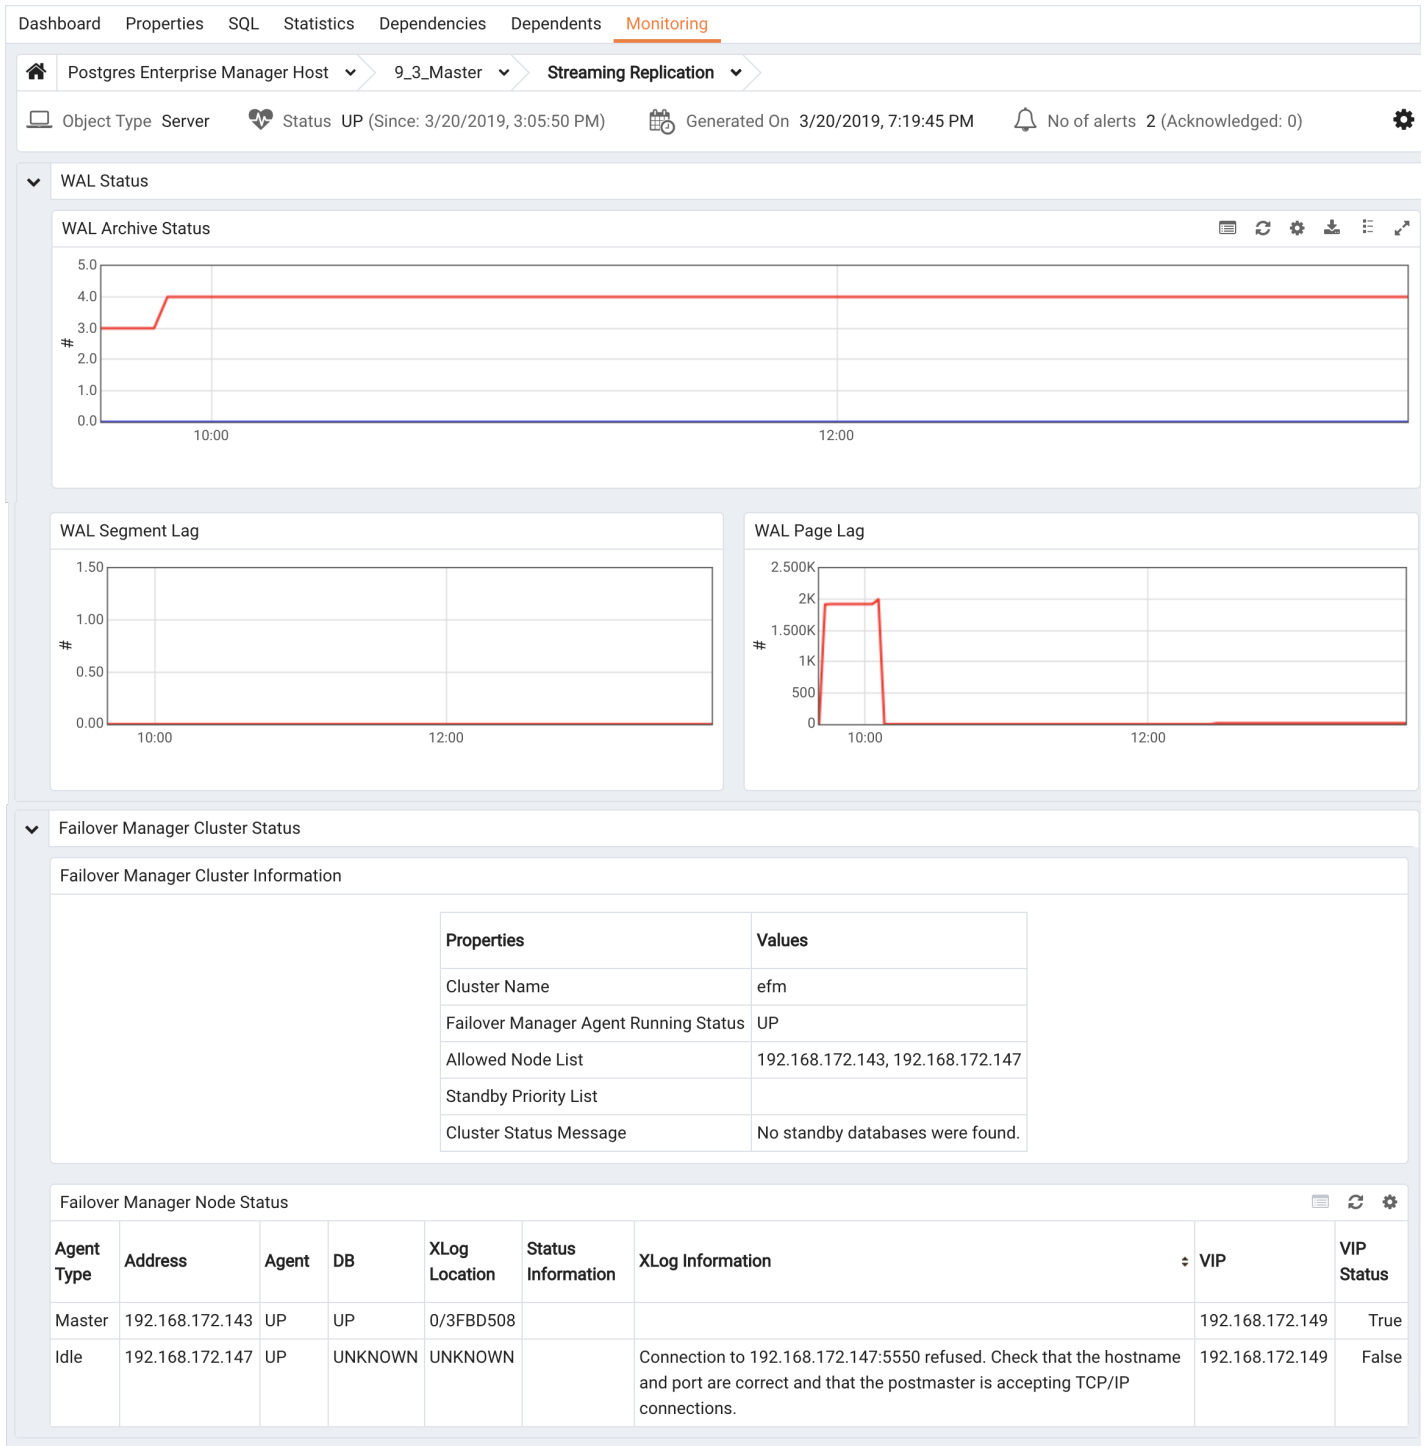 Dashboard Properties SQL Statistics Dependencies Dependents Monitoring
Postgres Enterprise Manager Host 9_3_Master Streaming Replication
Object Type Server Status UP (Since: 3/20/2019, 3:05:50 PM) Generated On 3/20/2019, 7:19:45 PM No of alerts 2 (Acknowledged: 0)
WAL Status
WAL Archive Status
5.0
4.0
3.0
#
2.0
1.0
0.0
10:00 12:00
WAL Segment Lag
1.50
1.00
#
0.50
0.00
10:00 12:00
WAL Page Lag
2.500K
2K
1.500K
#
1K
500
0
10:00 12:00
Failover Manager Cluster Status
Failover Manager Cluster Information
Properties Values
Cluster Name efm
Failover Manager Agent Running Status UP
Allowed Node List 192.168.172.143, 192.168.172.147
Standby Priority List
Cluster Status Message No standby databases were found.
Failover Manager Node Status
Agent Type Address Agent DB XLog Location Status Information XLog Information VIP VIP Status
Master 192.168.172.143 UP UP 0/3FBD508 192.168.172.149 True
Idle 192.168.172.147 UP UNKNOWN UNKNOWN Connection to 192.168.172.147:5550 refused. Check that the hostname 192.168.172.149 False
and port are correct and that the postmaster is accepting TCP/IP
connections.